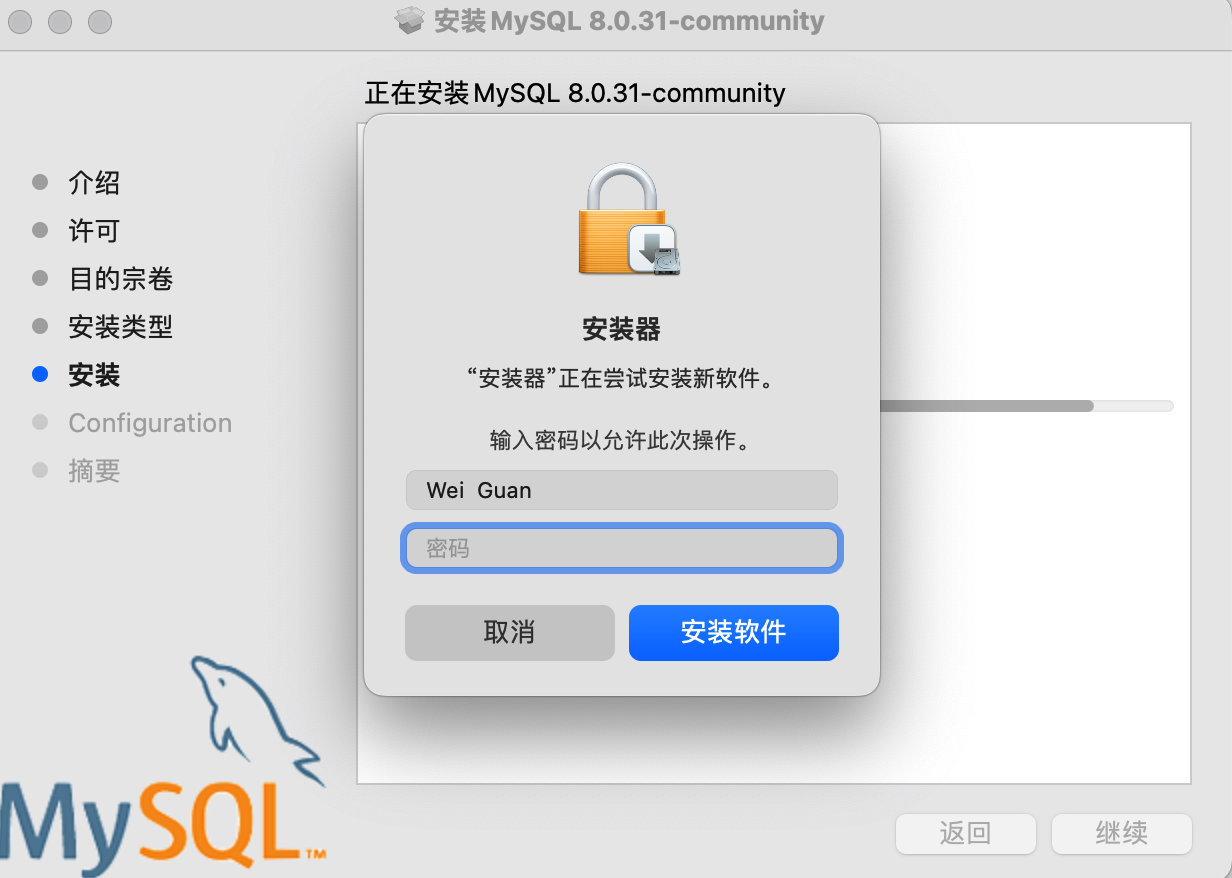 安装 MySQL 8.0.31-community
正在安装 MySQL 8.0.31-community
介绍
许可
目的宗卷
安装类型
安装
Configuration
摘要
安装器
“安装器”正在尝试安装新软件。
输入密码以允许此次操作。
Wei Guan
密码
取消
安装软件
MySQL™
返回
继续